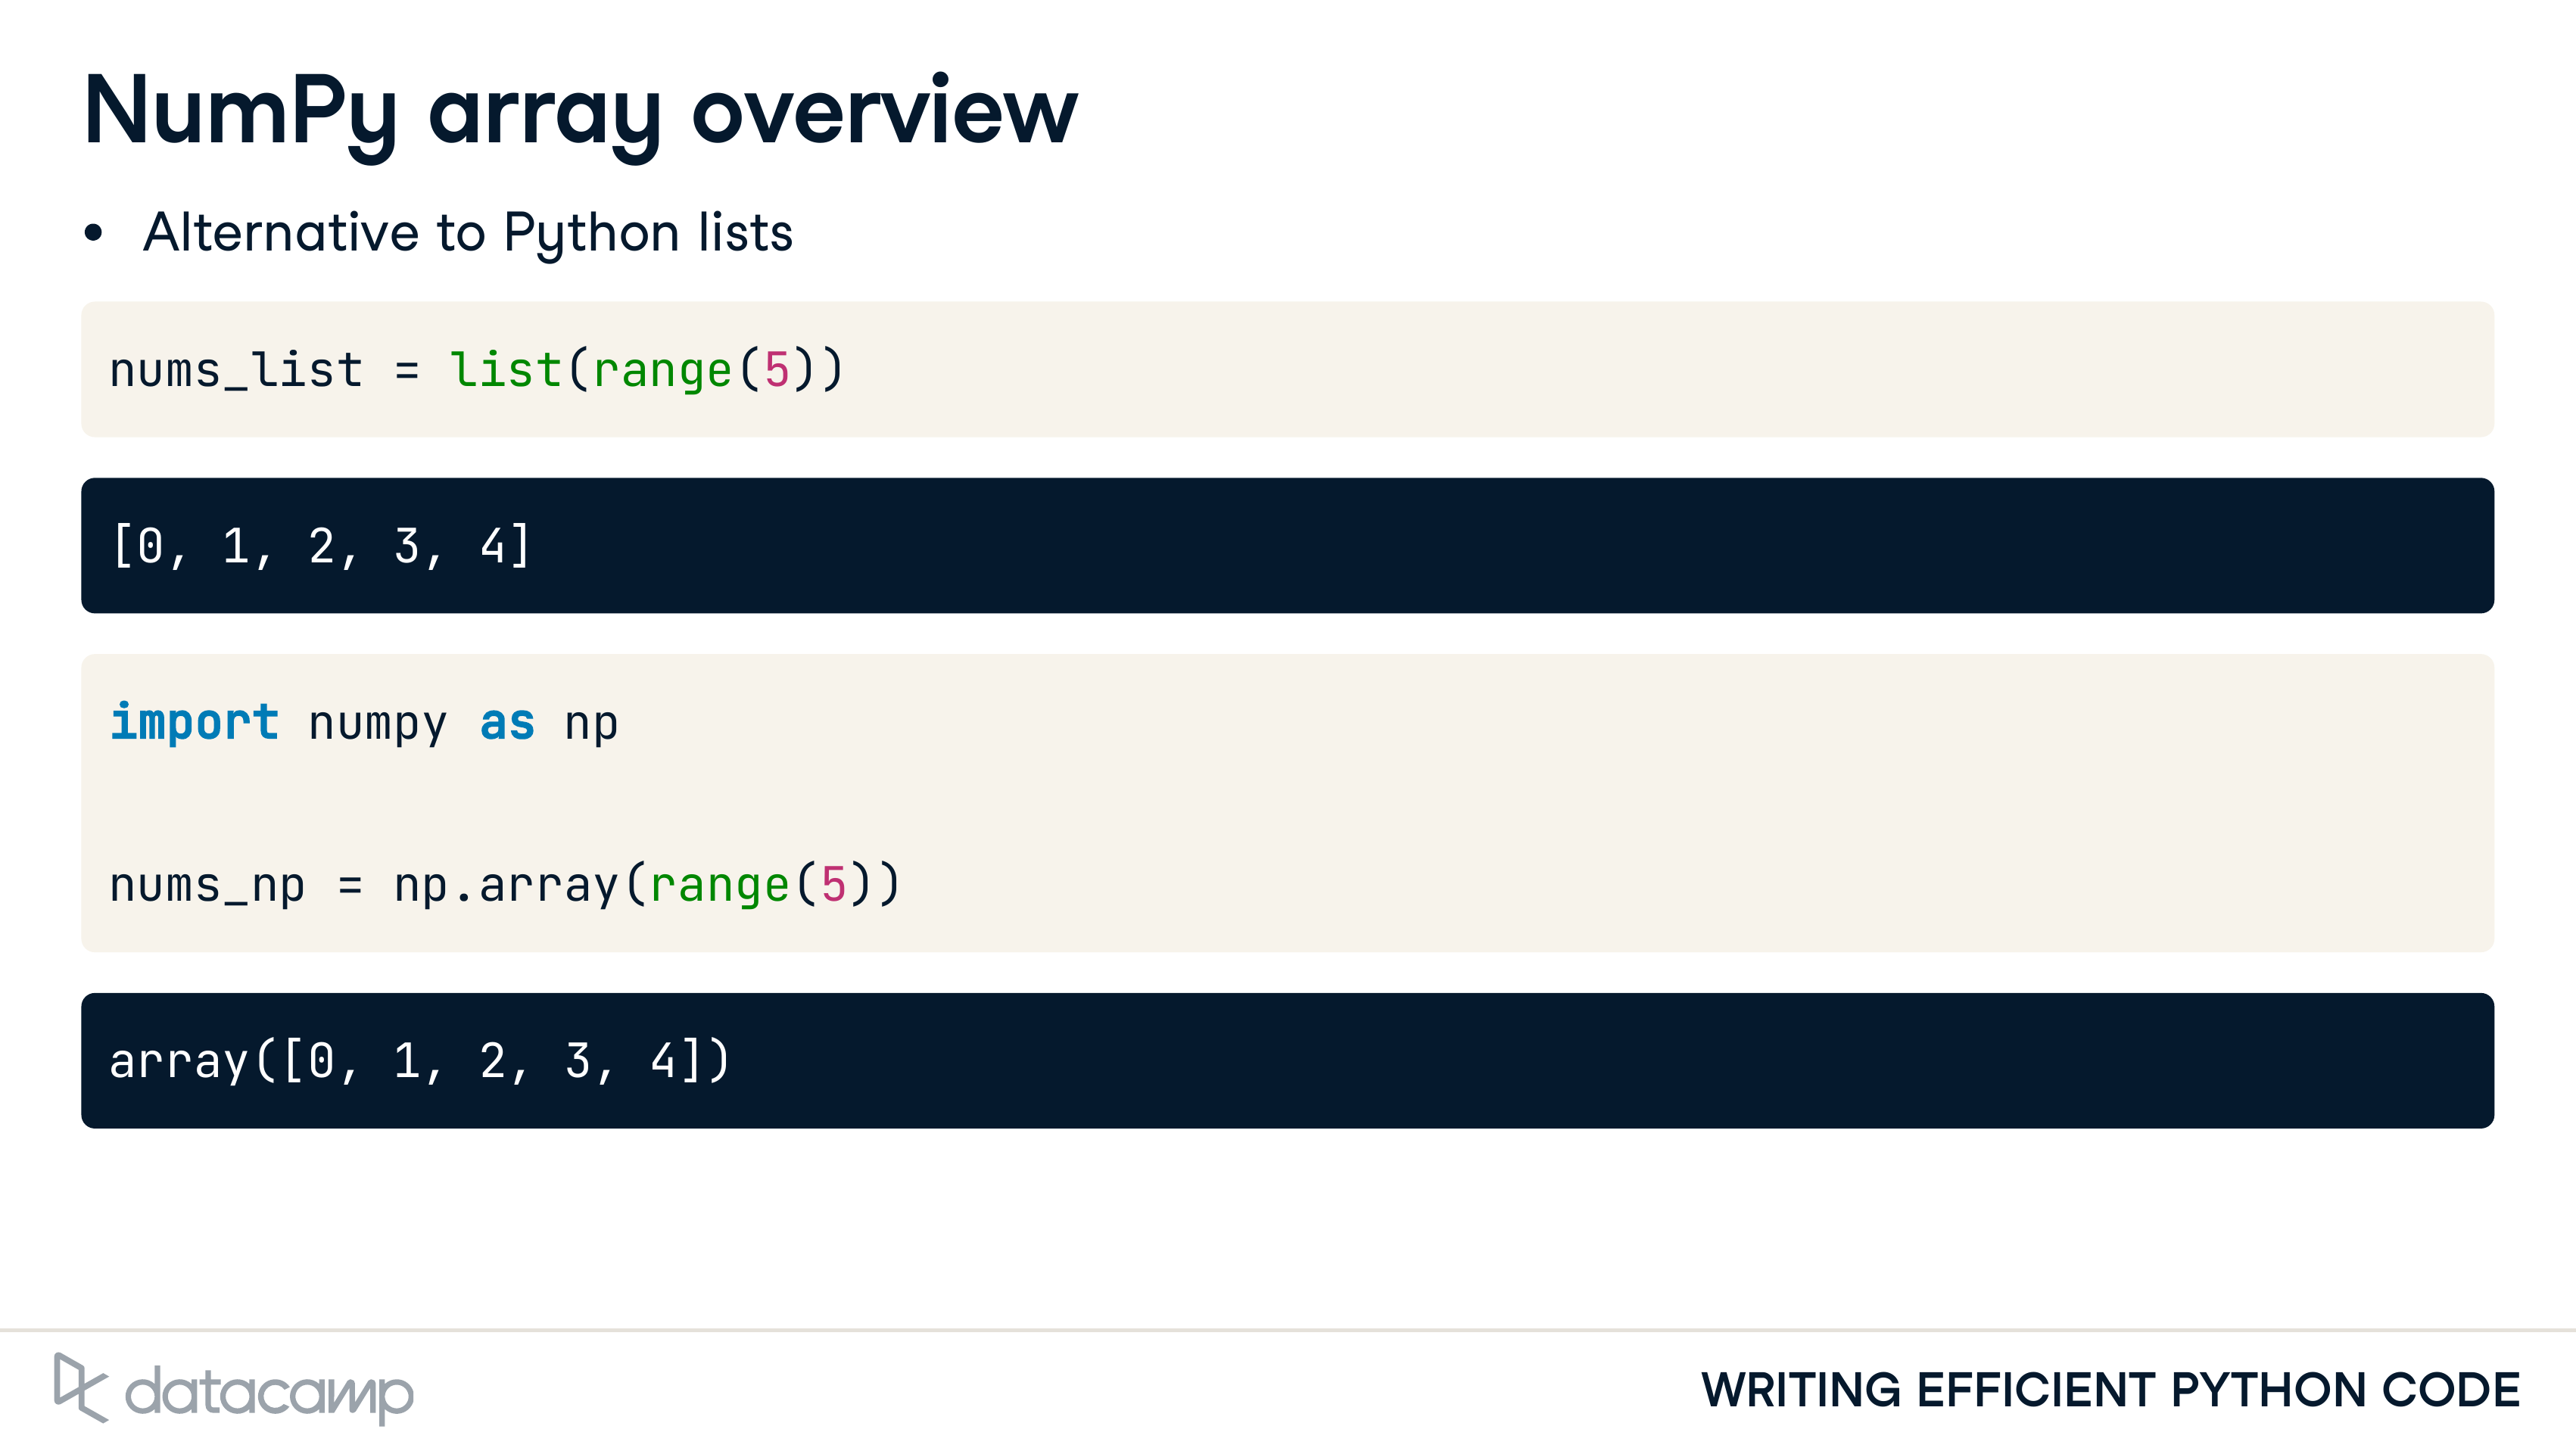 NumPy array overview
• Alternative to Python lists
nums_list = list(range(5))
[0, 1, 2, 3, 4]
import numpy as np
nums_np = np.array(range(5))
array([0, 1, 2, 3, 4])
datacamp
WRITING EFFICIENT PYTHON CODE